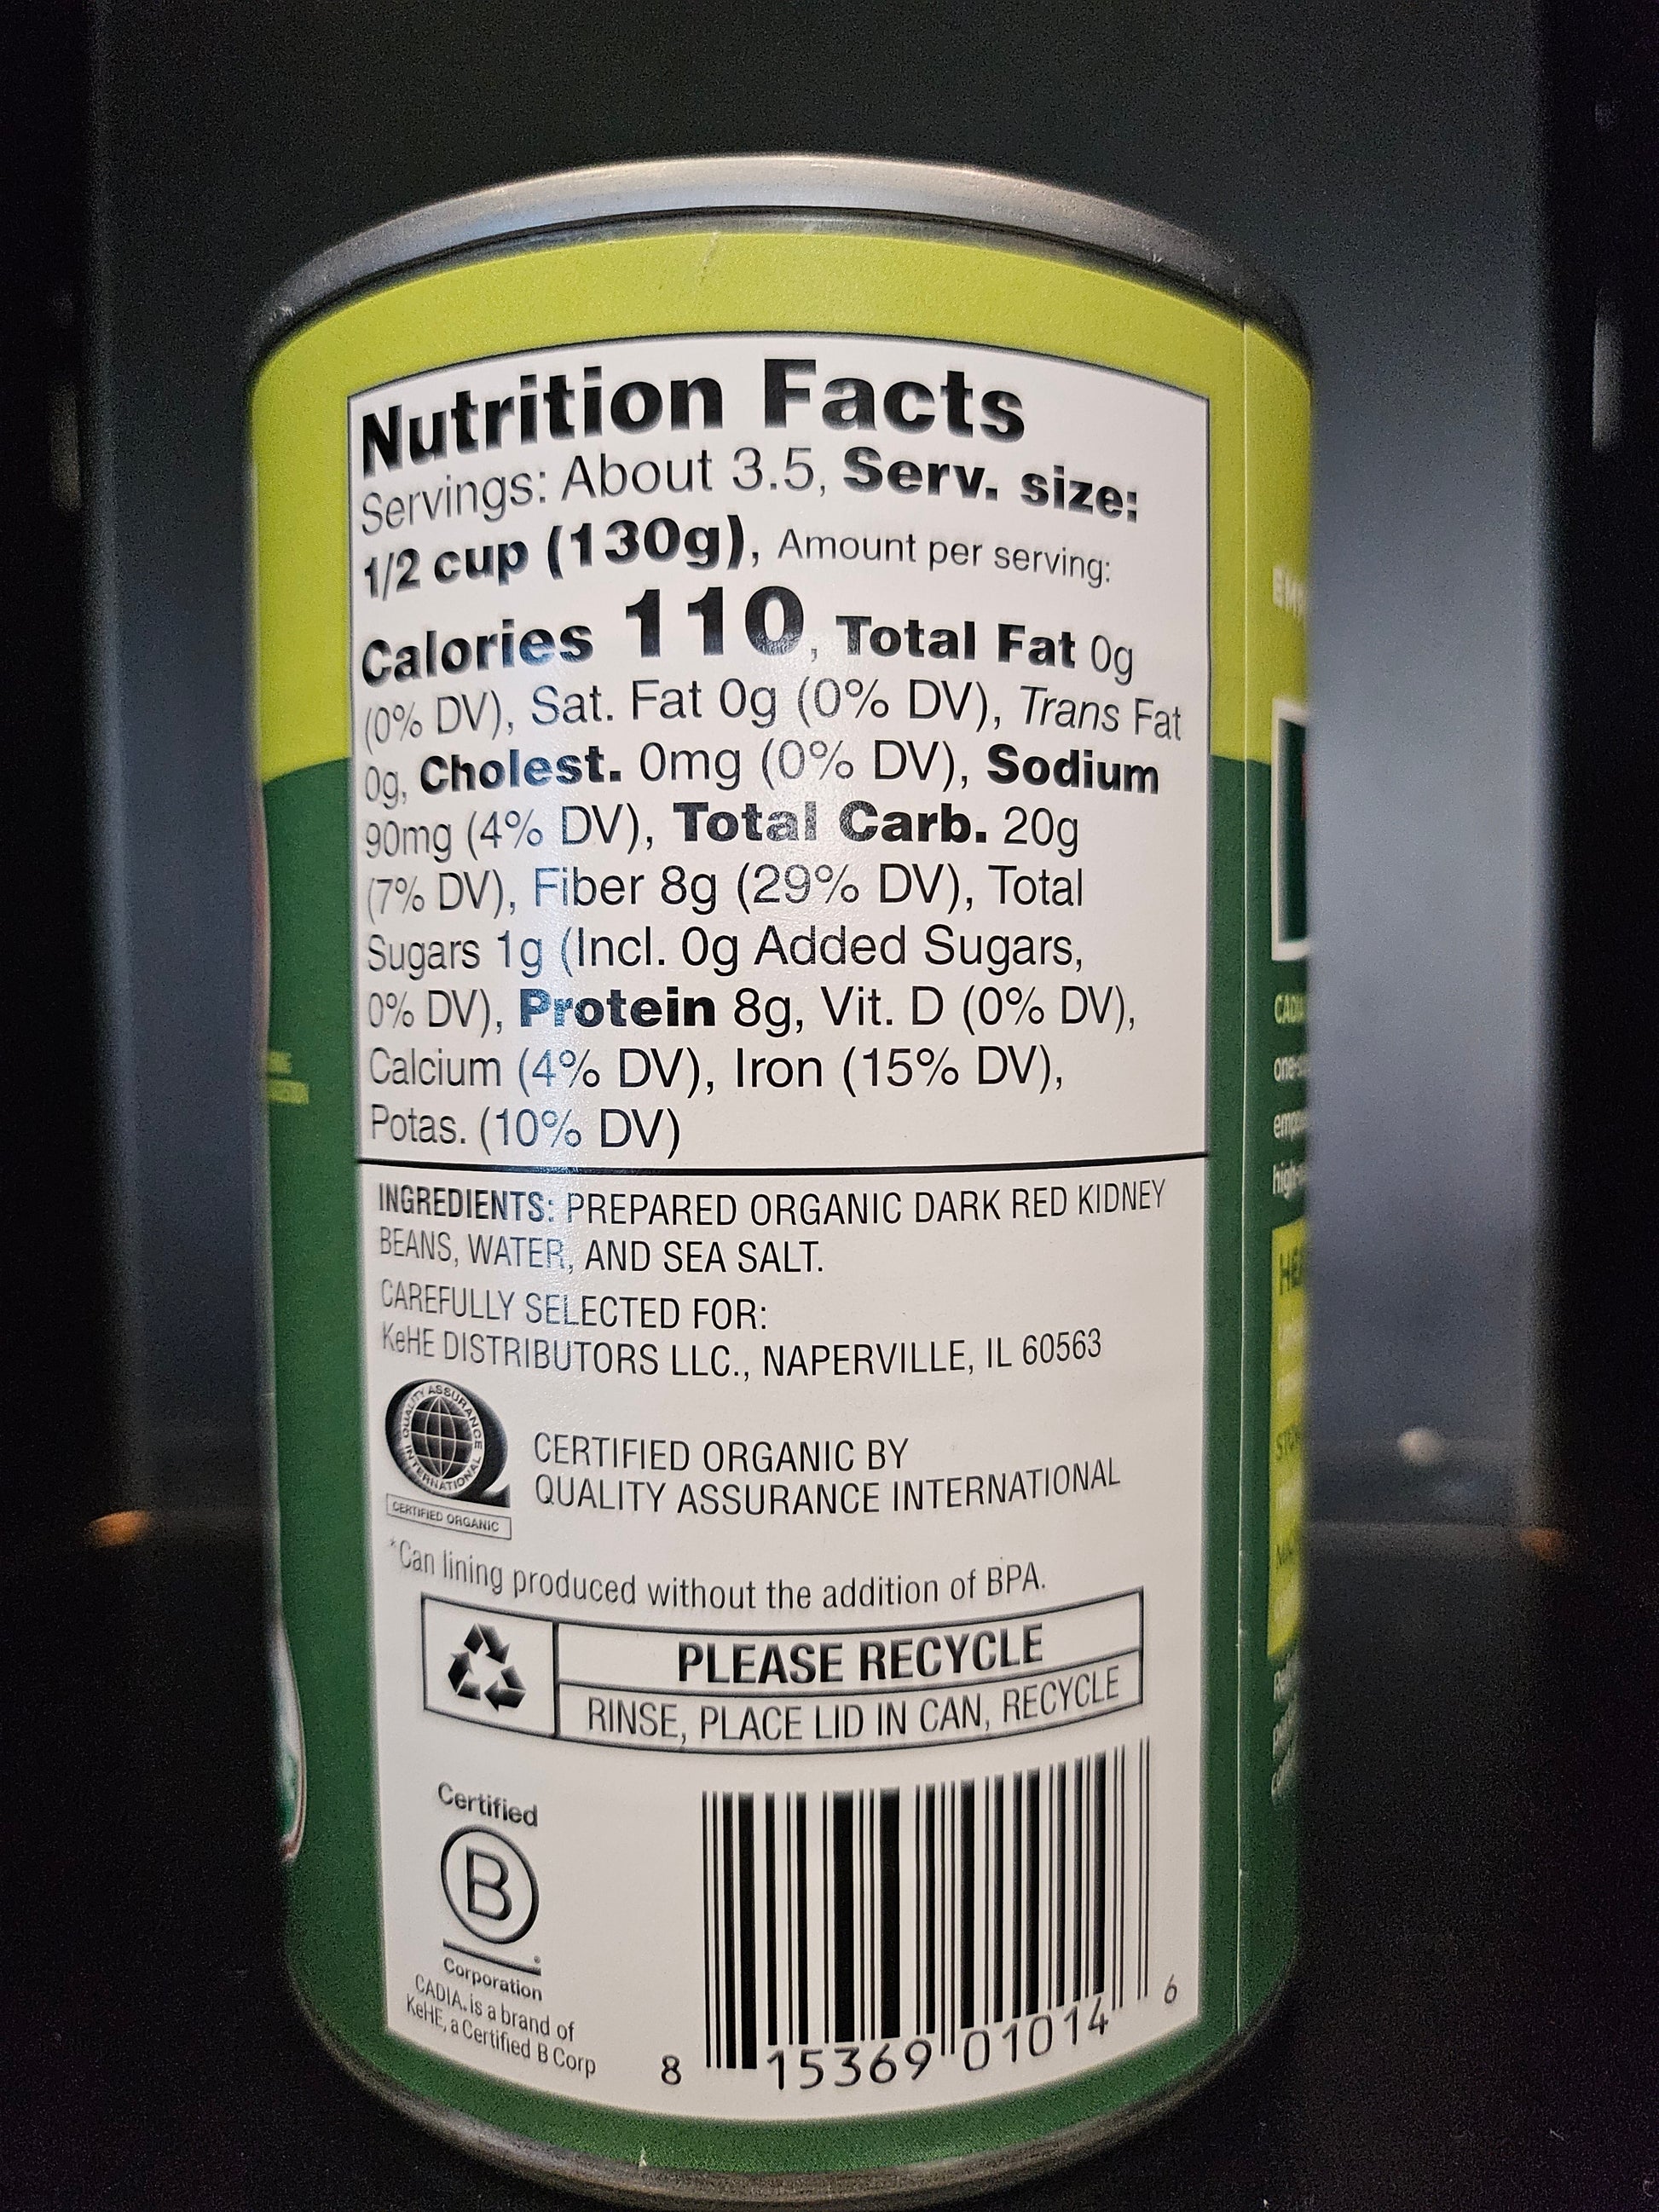 Nutrition Facts
Servings: About 3.5, Serv. size:
1/2 cup (130g), Amount per serving:
Calories 110, Total Fat 0g
(0% DV), Sat. Fat 0g (0% DV), Trans Fat
0g, Cholest. 0mg (0% DV), Sodium
90mg (4% DV), Total Carb. 20g
(7% DV), Fiber 8g (29% DV), Total
Sugars 1g (Incl. 0g Added Sugars,
0% DV), Protein 8g, Vit. D (0% DV),
Calcium (4% DV), Iron (15% DV),
Potas. (10% DV)
INGREDIENTS: PREPARED ORGANIC DARK RED KIDNEY
BEANS, WATER, AND SEA SALT.
CAREFULLY SELECTED FOR:
KeHE DISTRIBUTORS LLC., NAPERVILLE, IL 60563
QUALITY ASSURANCE INTERNATIONAL
CERTIFIED ORGANIC
CERTIFIED ORGANIC BY
QUALITY ASSURANCE INTERNATIONAL
*Can lining produced without the addition of BPA.
PLEASE RECYCLE
RINSE, PLACE LID IN CAN, RECYCLE
Certified
B
Corporation
CADIA. is a brand of
KeHE, a Certified B Corp
8 15369 01014 6